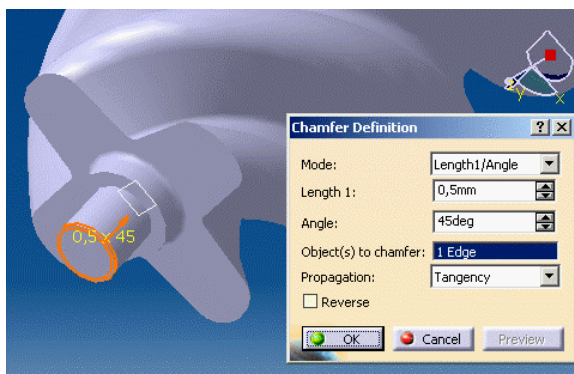 Y
X
Chamfer Definition
Mode: Length1/Angle
Length 1: 0,5mm
Angle: 45deg
Object(s) to chamfer: 1 Edge
Propagation: Tangency
Reverse
OK Cancel Preview
0,5 x 45